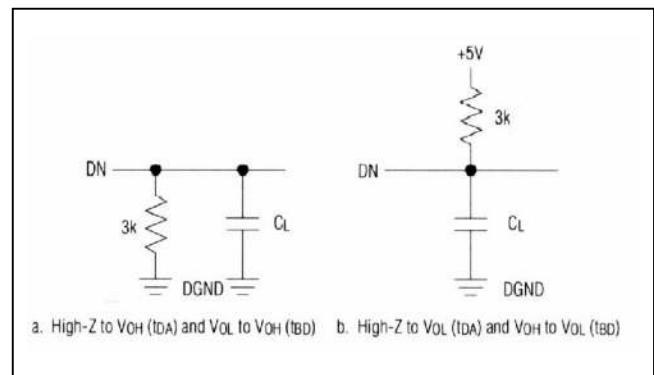 +5V
3k
DN
DN
3k
CL
CL
DGND
DGND
a. High-Z to VOH (tDA) and VOL to VOH (tBD)
b. High-Z to VOL (tDA) and VOH to VOL (tBD)